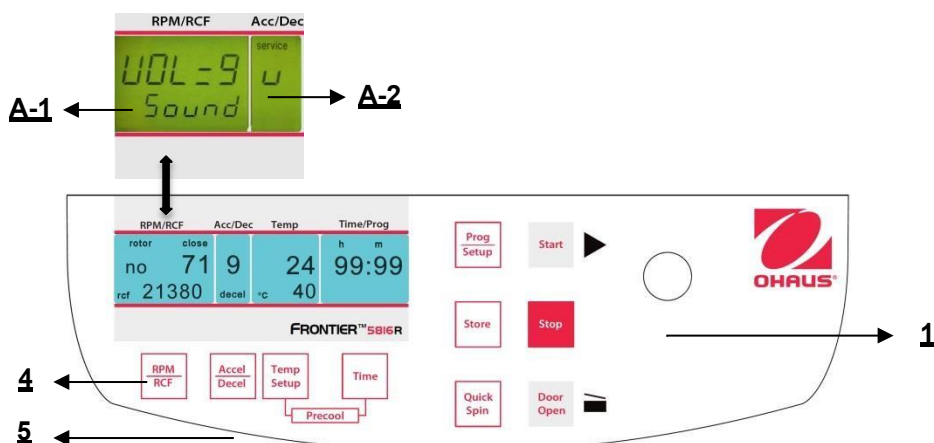 RPM/RCF Acc/Dec
service
VOL=9 u
Sound
A-1
A-2
RPM/RCF Acc/Dec Temp Time/Prog
rotor close h m
no 71 9 24 99:99
rcf 21380 decel °C 40
FRONTIER™5816R
RPM
RCF
Accel
Decel
Temp
Setup
Time
Precool
Prog
Setup
Start
Store
Stop
Quick
Spin
Door
Open
OHAUS®
1
4
5